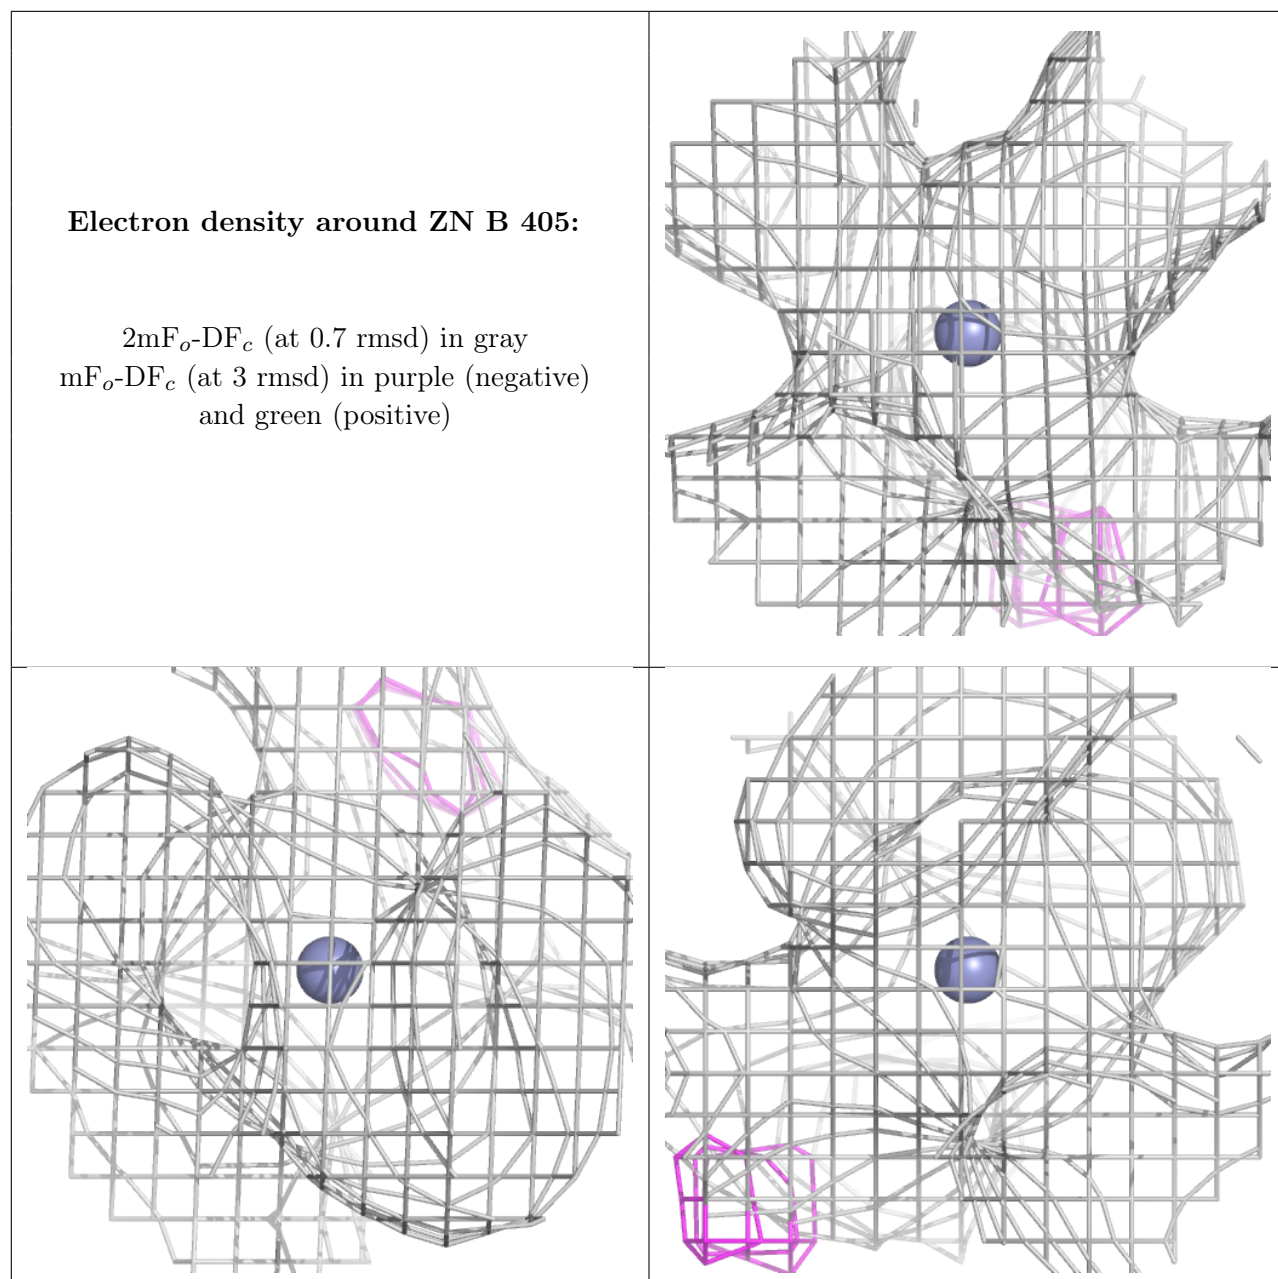 Electron density around ZN B 405:
2mFo-DFc (at 0.7 rmsd) in gray
mFo-DFc (at 3 rmsd) in purple (negative)
and green (positive)